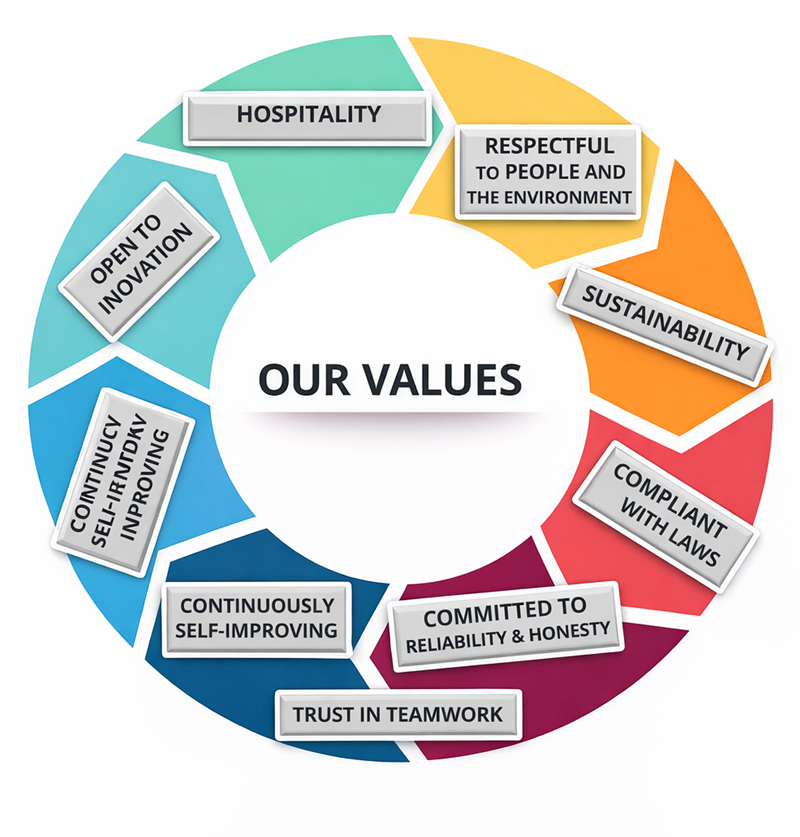 HOSPITALITY
RESPECTFUL
TO PEOPLE AND
THE ENVIRONMENT
SUSTAINABILITY
COMPLIANT
WITH LAWS
COMMITTED TO
RELIABILITY & HONESTY
TRUST IN TEAMWORK
CONTINUOUSLY
SELF-IMPROVING
INPROVING
OPEN TO
INOVATION
OUR VALUES